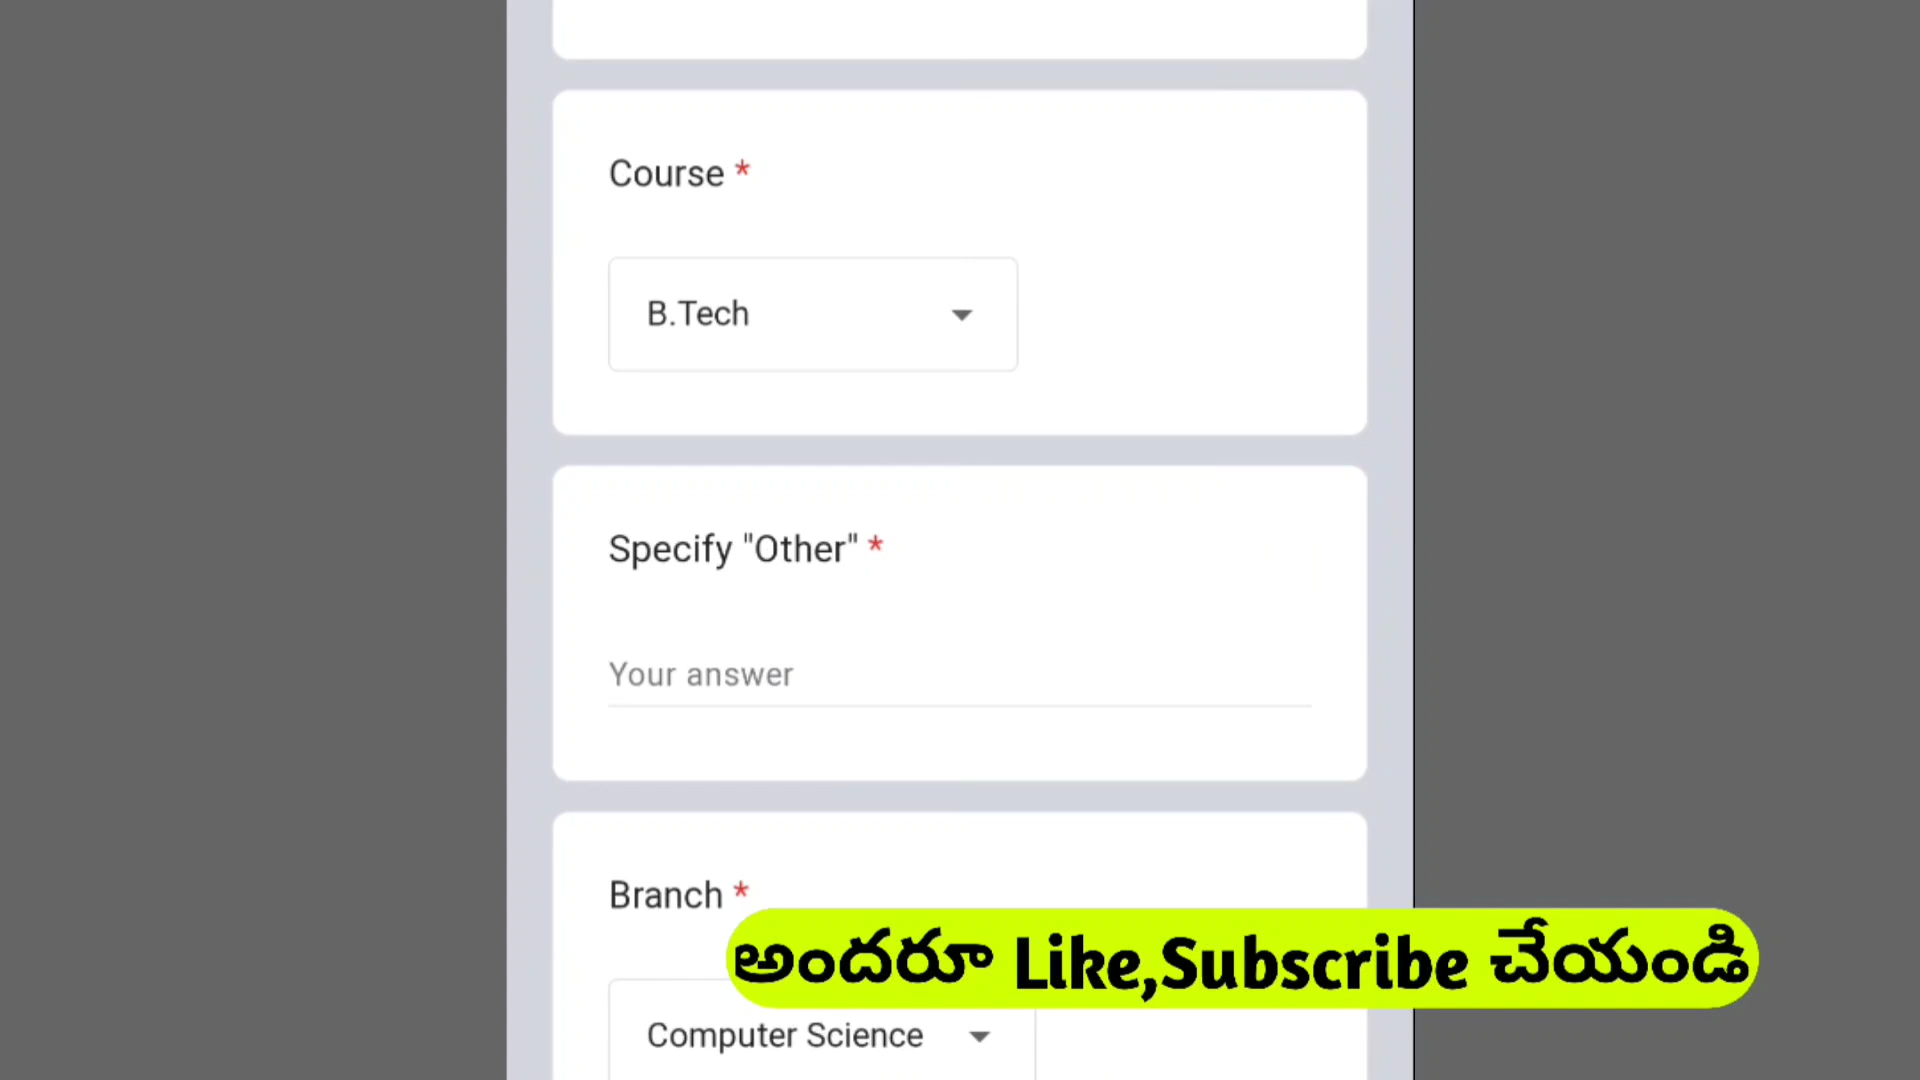 Course *
B.Tech
Specify "Other" *
Your answer
Branch *
అందరూ Like,Subscribe చేయండి
Computer Science